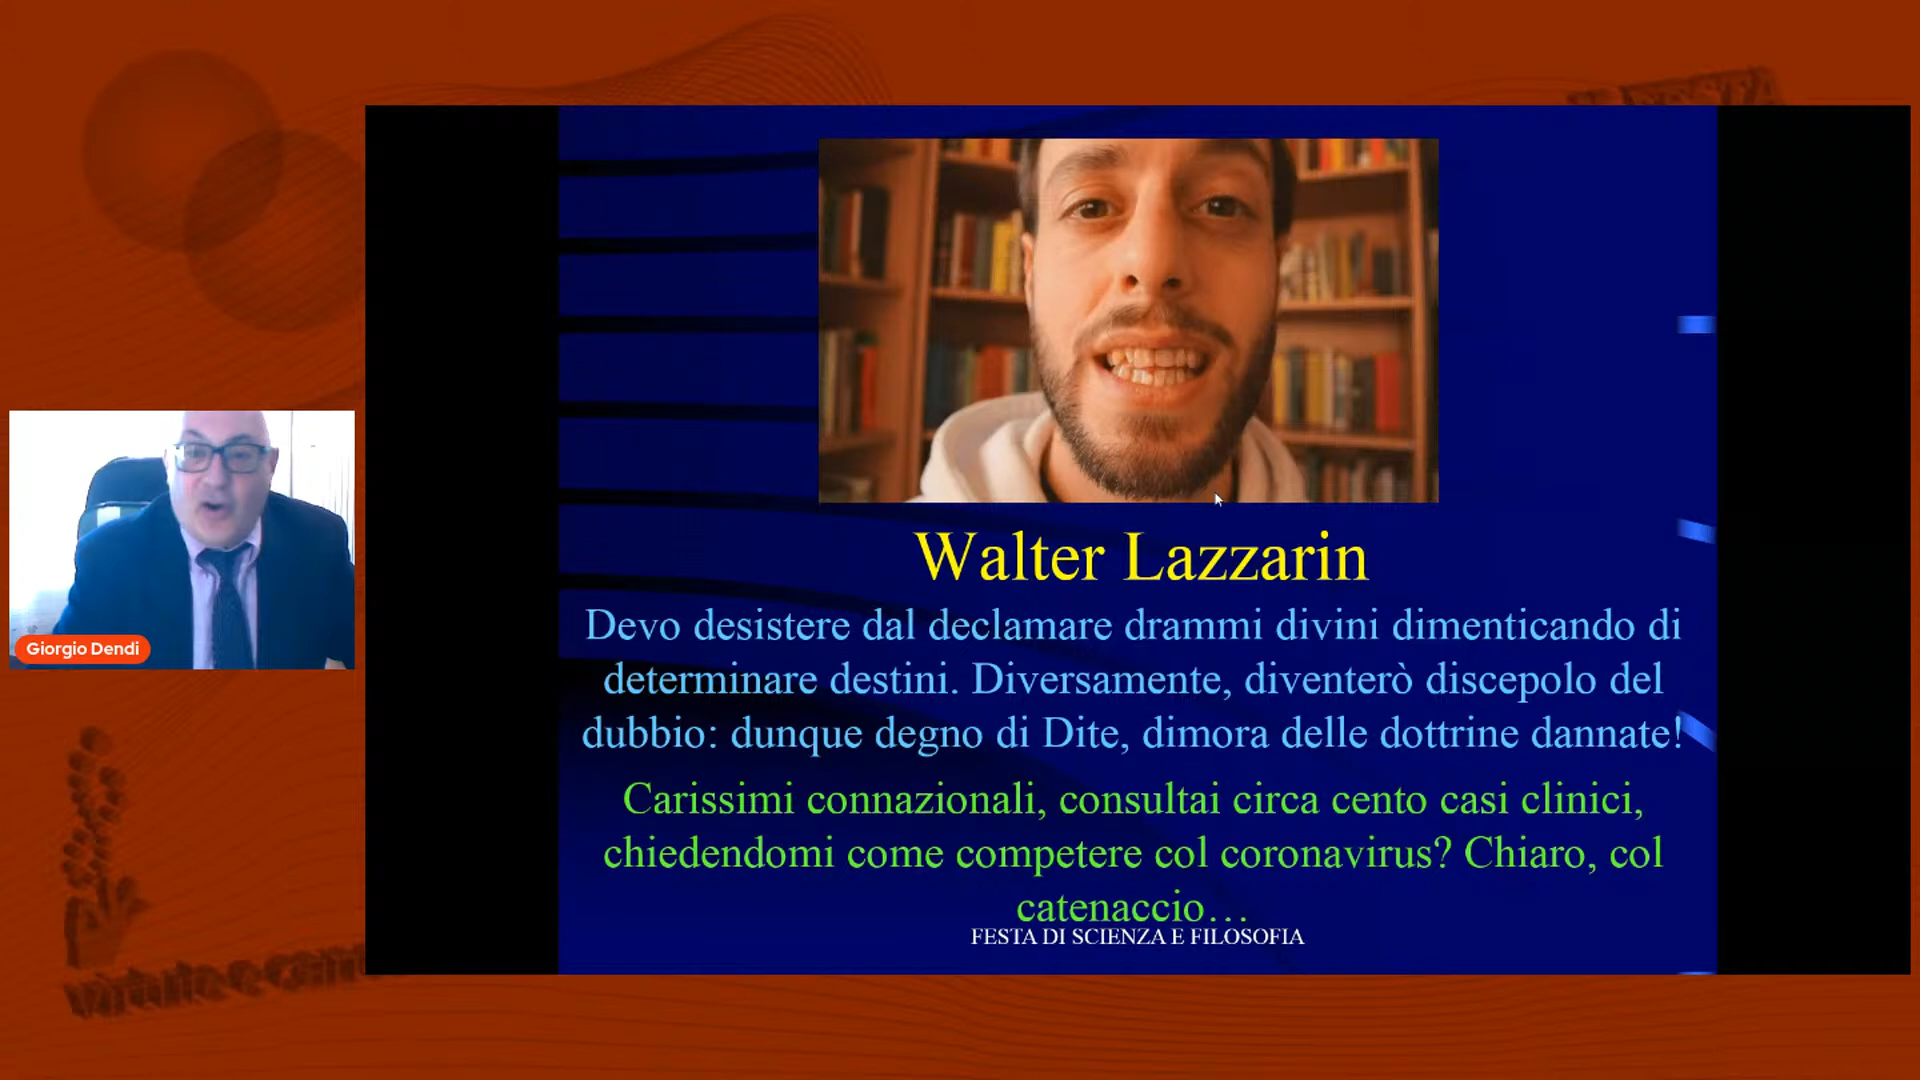 Giorgio Dendi
Walter Lazzarin
Devo desistere dal declamare drammi divini dimenticando di
determinare destini. Diversamente, diventerò discepolo del
dubbio: dunque degno di Dite, dimora delle dottrine dannate!
Carissimi connazionali, consultai circa cento casi clinici,
chiedendomi come competere col coronavirus? Chiaro, col
catenaccio…
FESTA DI SCIENZA E FILOSOFIA